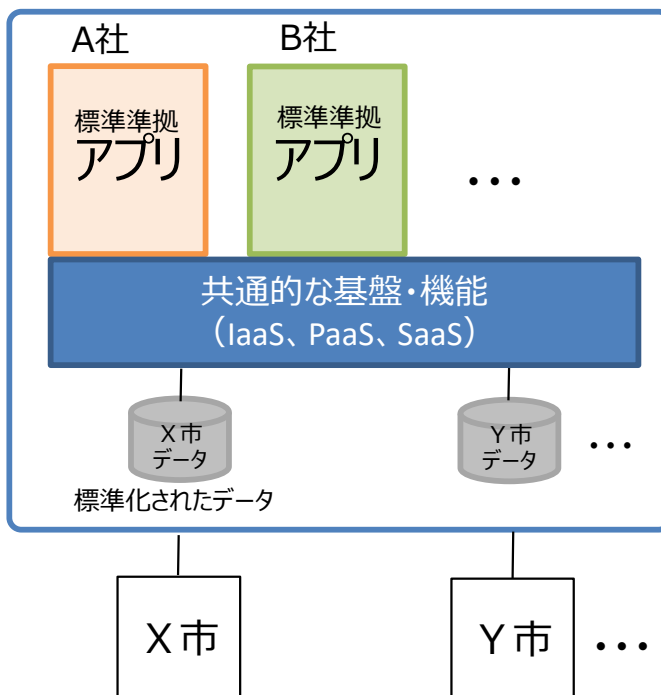 A社
B社
標準準拠
アプリ
標準準拠
アプリ
…
共通的な基盤・機能
（IaaS、PaaS、SaaS）
X市
データ
Y市
データ
…
標準化されたデータ
X市
Y市
…